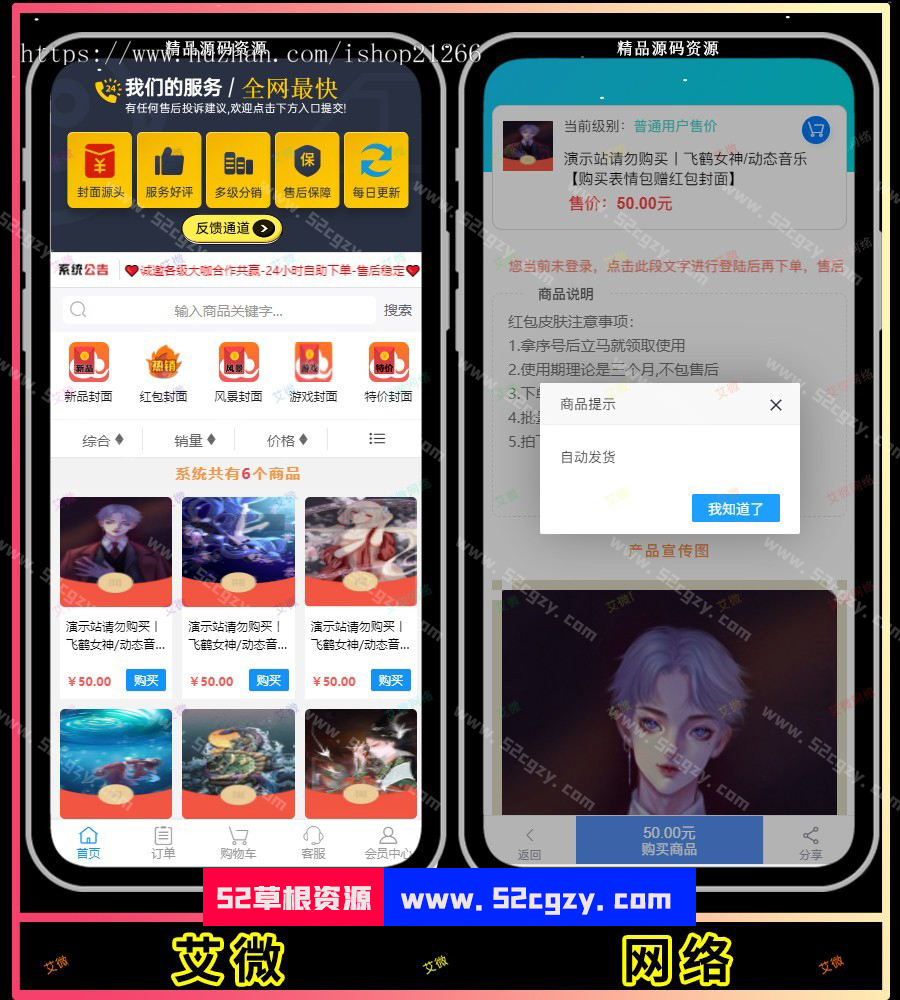 https://www.huzhan.com/ishop21266
精品源码资源
24
我们的服务 / 全网最快
有任何售后投诉建议,欢迎点击下方入口提交!
封面源头
服务好评
多级分销
保
售后保障
每日更新
反馈通道
系统公告
诚邀各级大咖合作共赢-24小时自助下单-售后稳定
输入商品关键字...
搜索
新品
热销
风景
游戏
特价
新品封面
红包封面
风景封面
游戏封面
特价封面
综合
销量
价格
系统共有6个商品
演示站请勿购买丨
飞鹤女神/动态音...
¥50.00
购买
演示站请勿购买丨
飞鹤女神/动态音...
¥50.00
购买
演示站请勿购买丨
飞鹤女神/动态音...
¥50.00
购买
首页
订单
购物车
客服
会员中心
精品源码资源
当前级别：普通用户售价
演示站请勿购买丨飞鹤女神/动态音乐
【购买表情包赠红包封面】
售价：50.00元
您当前未登录，点击此段文字进行登陆后再下单，售后
商品说明
红包皮肤注意事项：
1.拿序号后立马就领取使用
2.使用期理论是三个月,不包售后
3.下单
4.批
5.拍下
商品提示
自动发货
我知道了
产品宣传图
返回
50.00元
购买商品
分享
52草根资源
www.52cgzy.com
艾微
网络
艾微
艾微
艾微
www.52cgzy.com